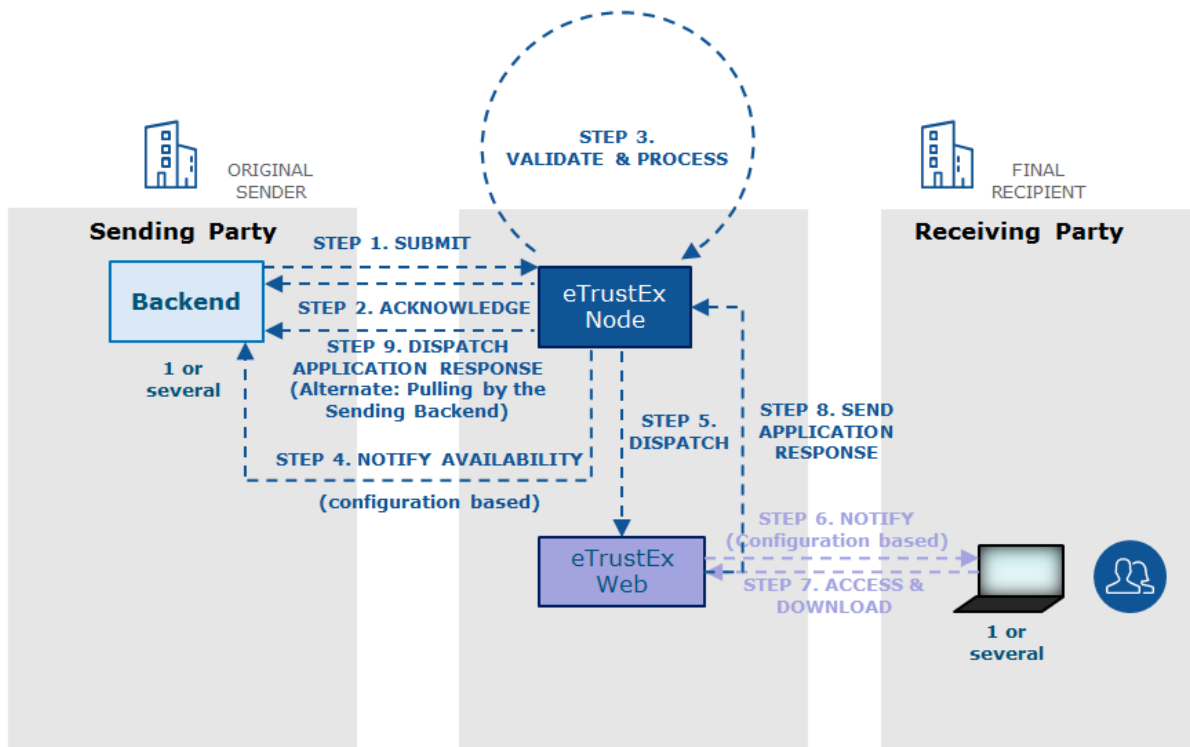 STEP 3.
VALIDATE & PROCESS
ORIGINAL
SENDER
FINAL
RECIPIENT
Sending Party
Receiving Party
STEP 1. SUBMIT
Backend
eTrustEx
Node
STEP 2. ACKNOWLEDGE
STEP 9. DISPATCH
APPLICATION RESPONSE
(Alternate: Pulling by the
Sending Backend)
1 or
several
STEP 5.
DISPATCH
STEP 8. SEND
APPLICATION
RESPONSE
STEP 4. NOTIFY AVAILABILITY
(configuration based)
STEP 6. NOTIFY
(Configuration based)
eTrustEx
Web
STEP 7. ACCESS &
DOWNLOAD
1 or
several